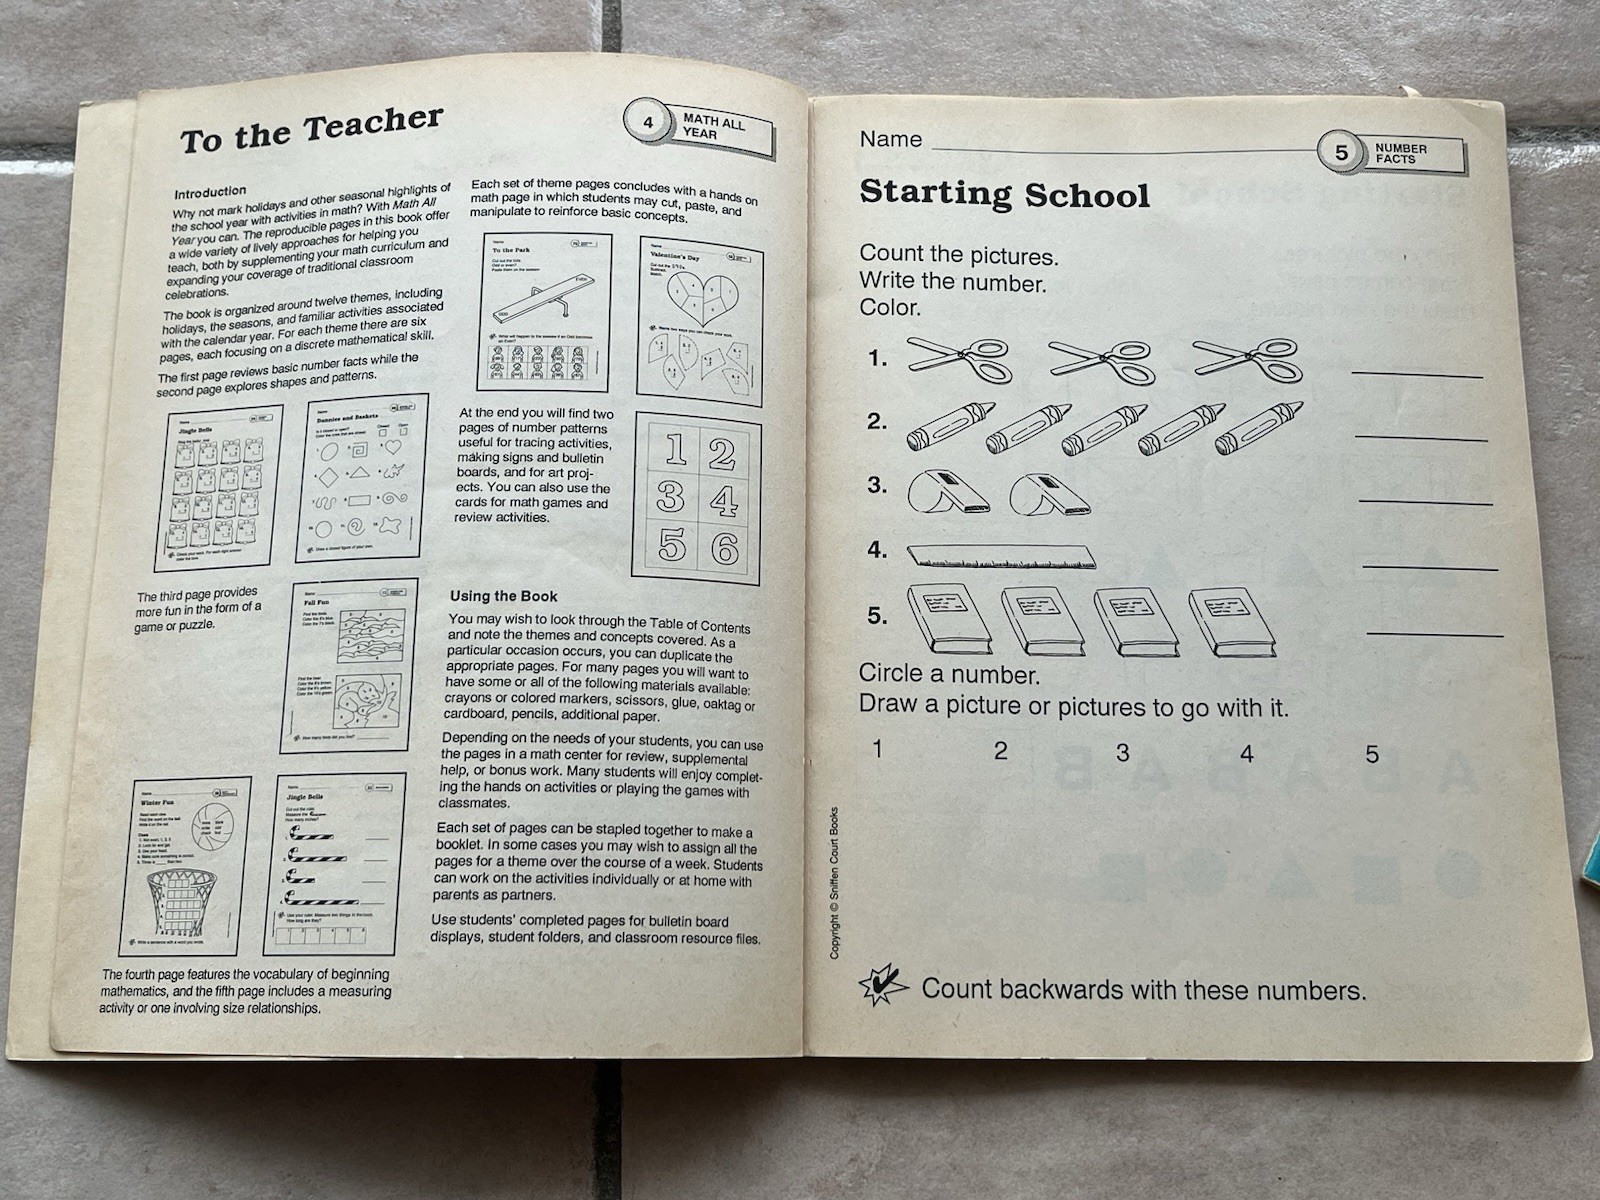 To the Teacher
4
MATH ALL
YEAR
Introduction
Why not mark holidays and other seasonal highlights of
the school year with activities in math? With Math All
Year you can. The reproducible pages in this book offer
a wide variety of lively approaches for helping you
teach, both by supplementing your math curriculum and
expanding your coverage of traditional classroom
celebrations.
The book is organized around twelve themes, including
holidays, the seasons, and familiar activities associated
with the calendar year. For each theme there are six
pages, each focusing on a discrete mathematical skill.
The first page reviews basic number facts while the
second page explores shapes and patterns.
Jingle Bells
Bunnies and Baskets
The third page provides
more fun in the form of a
game or puzzle.
Fall Fun
Winter Fun
Jingle Bells
The fourth page features the vocabulary of beginning
mathematics, and the fifth page includes a measuring
activity or one involving size relationships.
Each set of theme pages concludes with a hands on
math page in which students may cut, paste, and
manipulate to reinforce basic concepts.
To the Park
Valentine's Day
At the end you will find two
pages of number patterns
useful for tracing activities,
making signs and bulletin
boards, and for art proj-
ects. You can also use the
cards for math games and
review activities.
1 2
3 4
5 6
Using the Book
You may wish to look through the Table of Contents
and note the themes and concepts covered. As a
particular occasion occurs, you can duplicate the
appropriate pages. For many pages you will want to
have some or all of the following materials available:
crayons or colored markers, scissors, glue, oaktag or
cardboard, pencils, additional paper.
Depending on the needs of your students, you can use
the pages in a math center for review, supplemental
help, or bonus work. Many students will enjoy complet-
ing the hands on activities or playing the games with
classmates.
Each set of pages can be stapled together to make a
booklet. In some cases you may wish to assign all the
pages for a theme over the course of a week. Students
can work on the activities individually or at home with
parents as partners.
Use students' completed pages for bulletin board
displays, student folders, and classroom resource files.
Name
5
NUMBER
FACTS
Starting School
Count the pictures.
Write the number.
Color.
1.
2.
3.
4.
5.
Circle a number.
Draw a picture or pictures to go with it.
1 2 3 4 5
Copyright © Sniffen Court Books
Count backwards with these numbers.